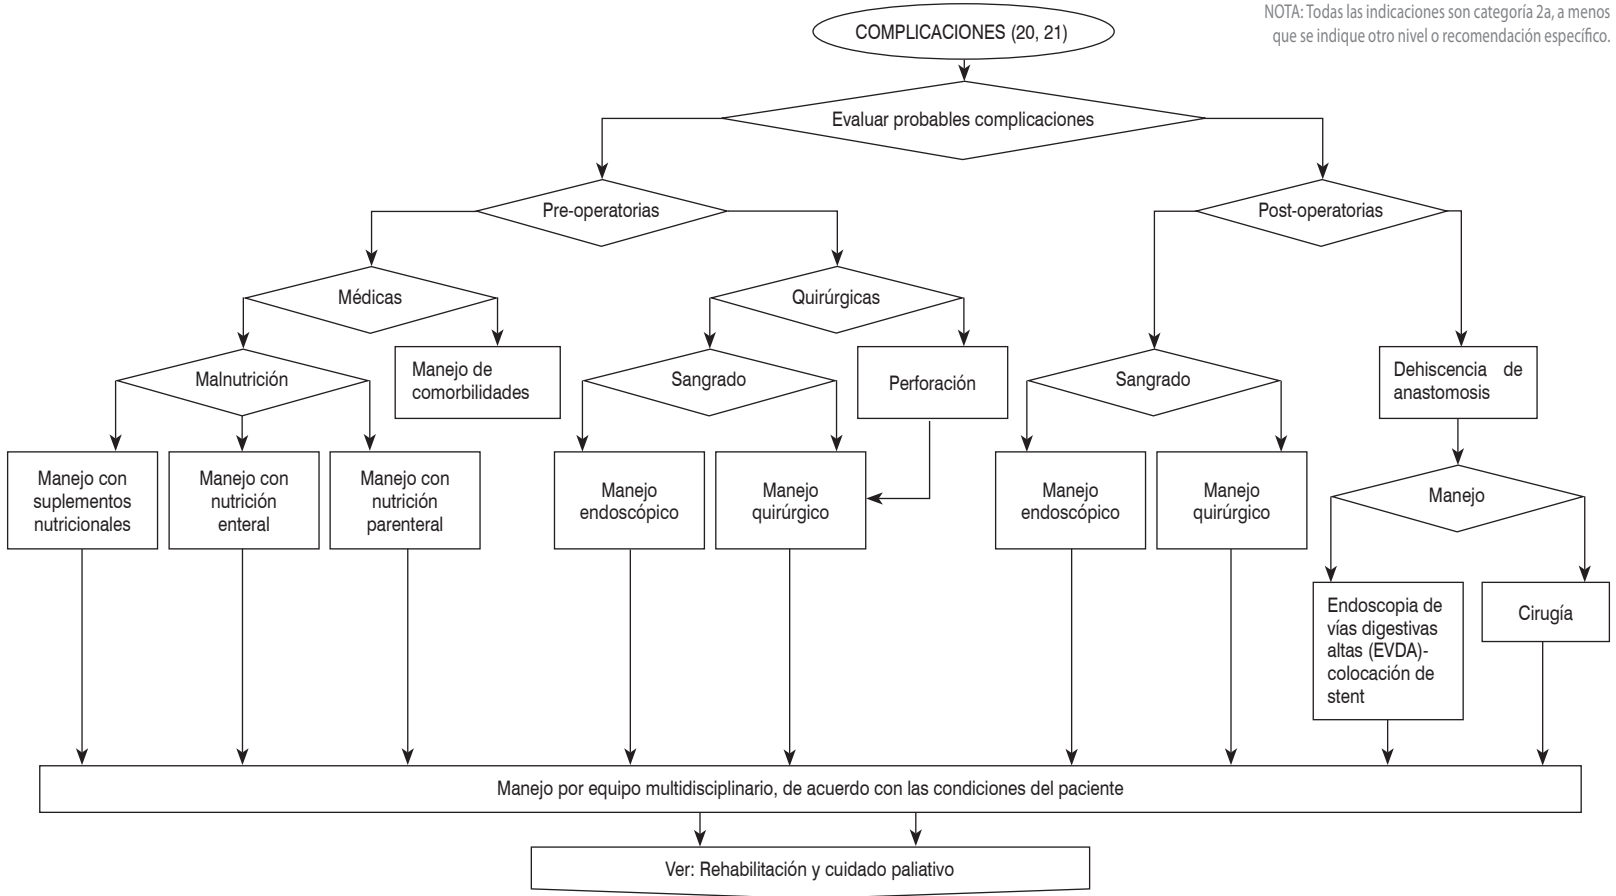 NOTA: Todas las indicaciones son categoría 2a, a menos
que se indique otro nivel o recomendación específico.
COMPLICACIONES (20, 21)
Evaluar probables complicaciones
Pre-operatorias
Post-operatorias
Médicas
Quirúrgicas
Malnutrición
Manejo de
comorbilidades
Sangrado
Perforación
Sangrado
Dehiscencia de
anastomosis
Manejo con
suplementos
nutricionales
Manejo con
nutrición
enteral
Manejo con
nutrición
parenteral
Manejo
endoscópico
Manejo
quirúrgico
Manejo
endoscópico
Manejo
quirúrgico
Manejo
Endoscopia de
vías digestivas
altas (EVDA)-
colocación de
stent
Cirugía
Manejo por equipo multidisciplinario, de acuerdo con las condiciones del paciente
Ver: Rehabilitación y cuidado paliativo